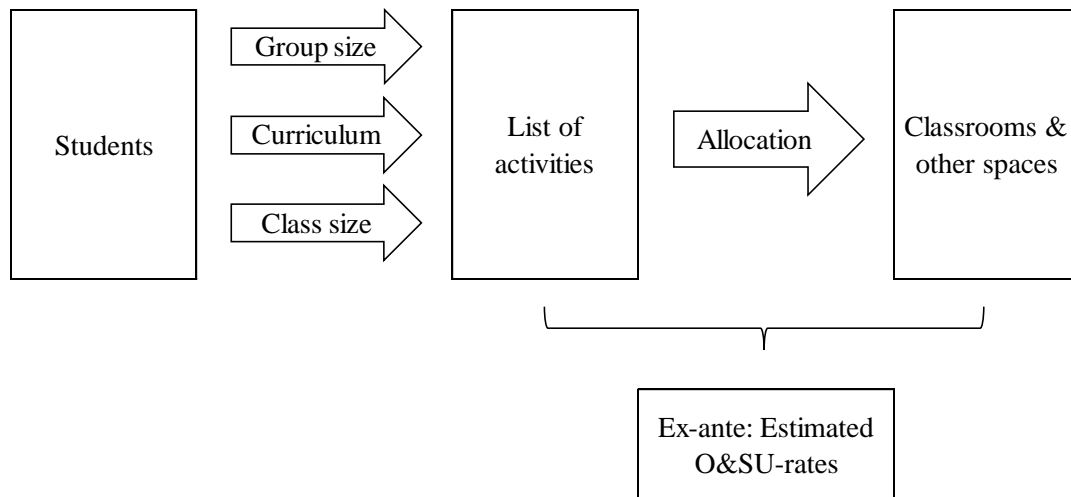 Students
Group size
Curriculum
Class size
List of
activities
Allocation
Classrooms &
other spaces
Ex-ante: Estimated
O&SU-rates